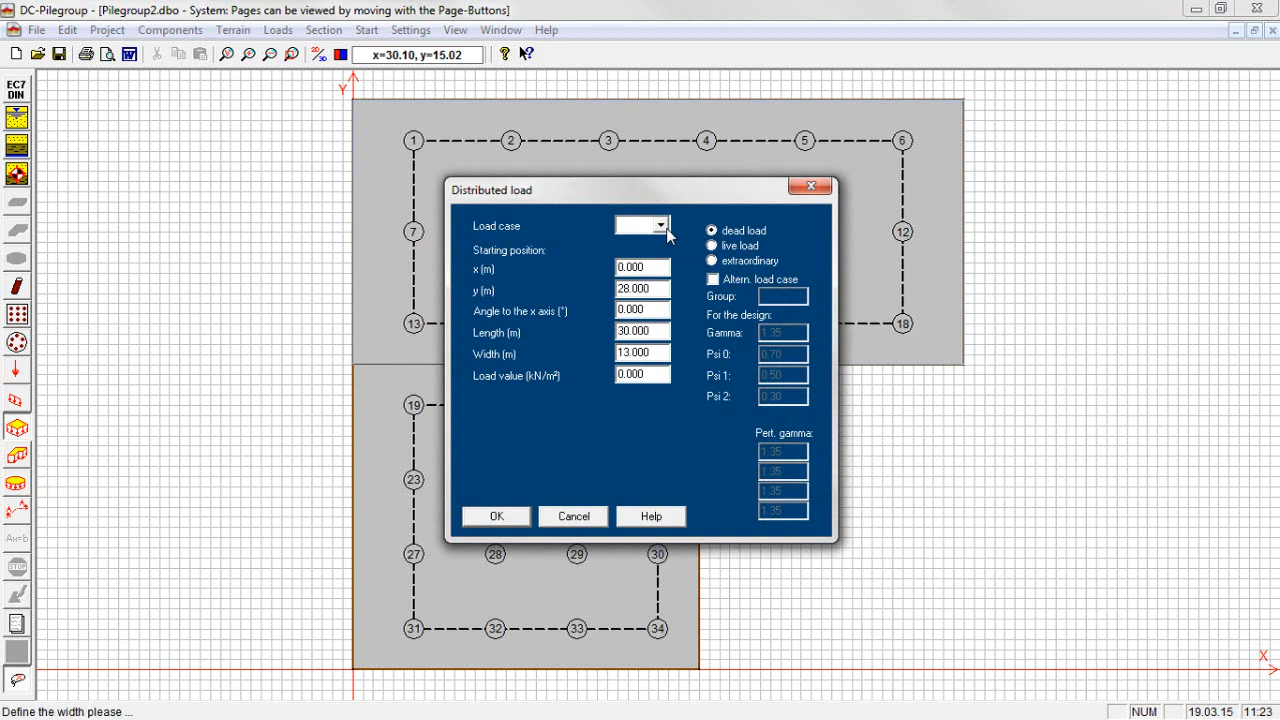 DC-Pilegroup - [Pilegroup2.dbo - System: Pages can be viewed by moving with the Page-Buttons]
File Edit Project Components Terrain Loads Section Start Settings View Window Help
x=30.10, y=15.02
EC7
DIN
Ax=b
STOP
Y
1 2 3 4 5 6
7 12
13 18
19
23
27 28 29 30
31 32 33 34
X
Distributed load
Load case
Starting position:
x (m) 0.000
y (m) 28.000
Angle to the x axis (°) 0.000
Length (m) 30.000
Width (m) 13.000
Load value (kN/m²) 0.000
dead load
live load
extraordinary
Altern. load case
Group:
For the design:
Gamma: 1.35
Psi 0: 0.70
Psi 1: 0.50
Psi 2: 0.30
Pert. gamma:
1.35
1.35
1.35
1.35
OK Cancel Help
Define the width please ...
NUM 19.03.15 11:23